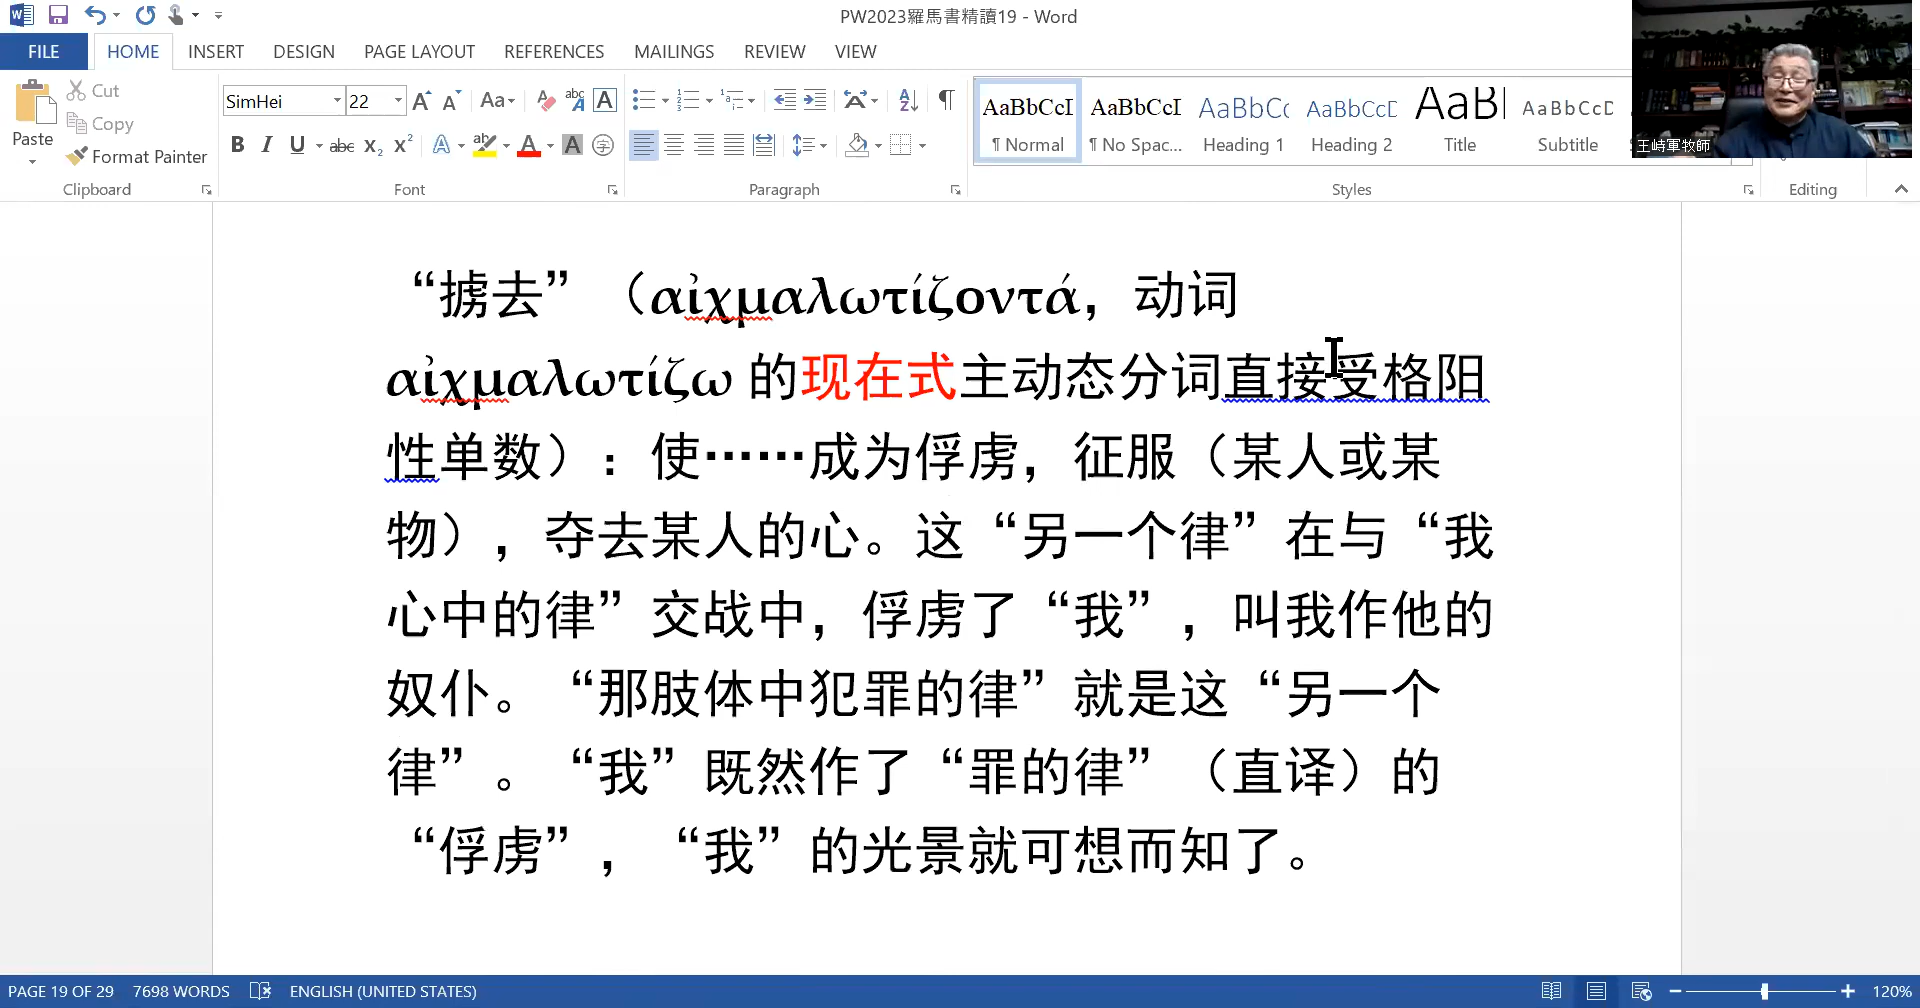 PW2023羅馬書精讀19 - Word
FILE HOME INSERT DESIGN PAGE LAYOUT REFERENCES MAILINGS REVIEW VIEW
Cut
Copy
Paste
Format Painter
SimHei 22
AaBbCcI AaBbCcI AaBbCc AaBbCcD AaBl AaBbCcD
¶ Normal ¶ No Spac... Heading 1 Heading 2 Title Subtitle
Clipboard Font Paragraph Styles Editing
王峙軍牧師
“掳去”（αἰχμαλωτίζοντά，动词
αἰχμαλωτίζω 的现在式主动态分词直接受格阳
性单数）：使……成为俘虏，征服（某人或某
物），夺去某人的心。这“另一个律”在与“我
心中的律”交战中，俘虏了“我”，叫我作他的
奴仆。“那肢体中犯罪的律”就是这“另一个
律”。“我”既然作了“罪的律”（直译）的
“俘虏”，“我”的光景就可想而知了。
PAGE 19 OF 29 7698 WORDS ENGLISH (UNITED STATES) 120%